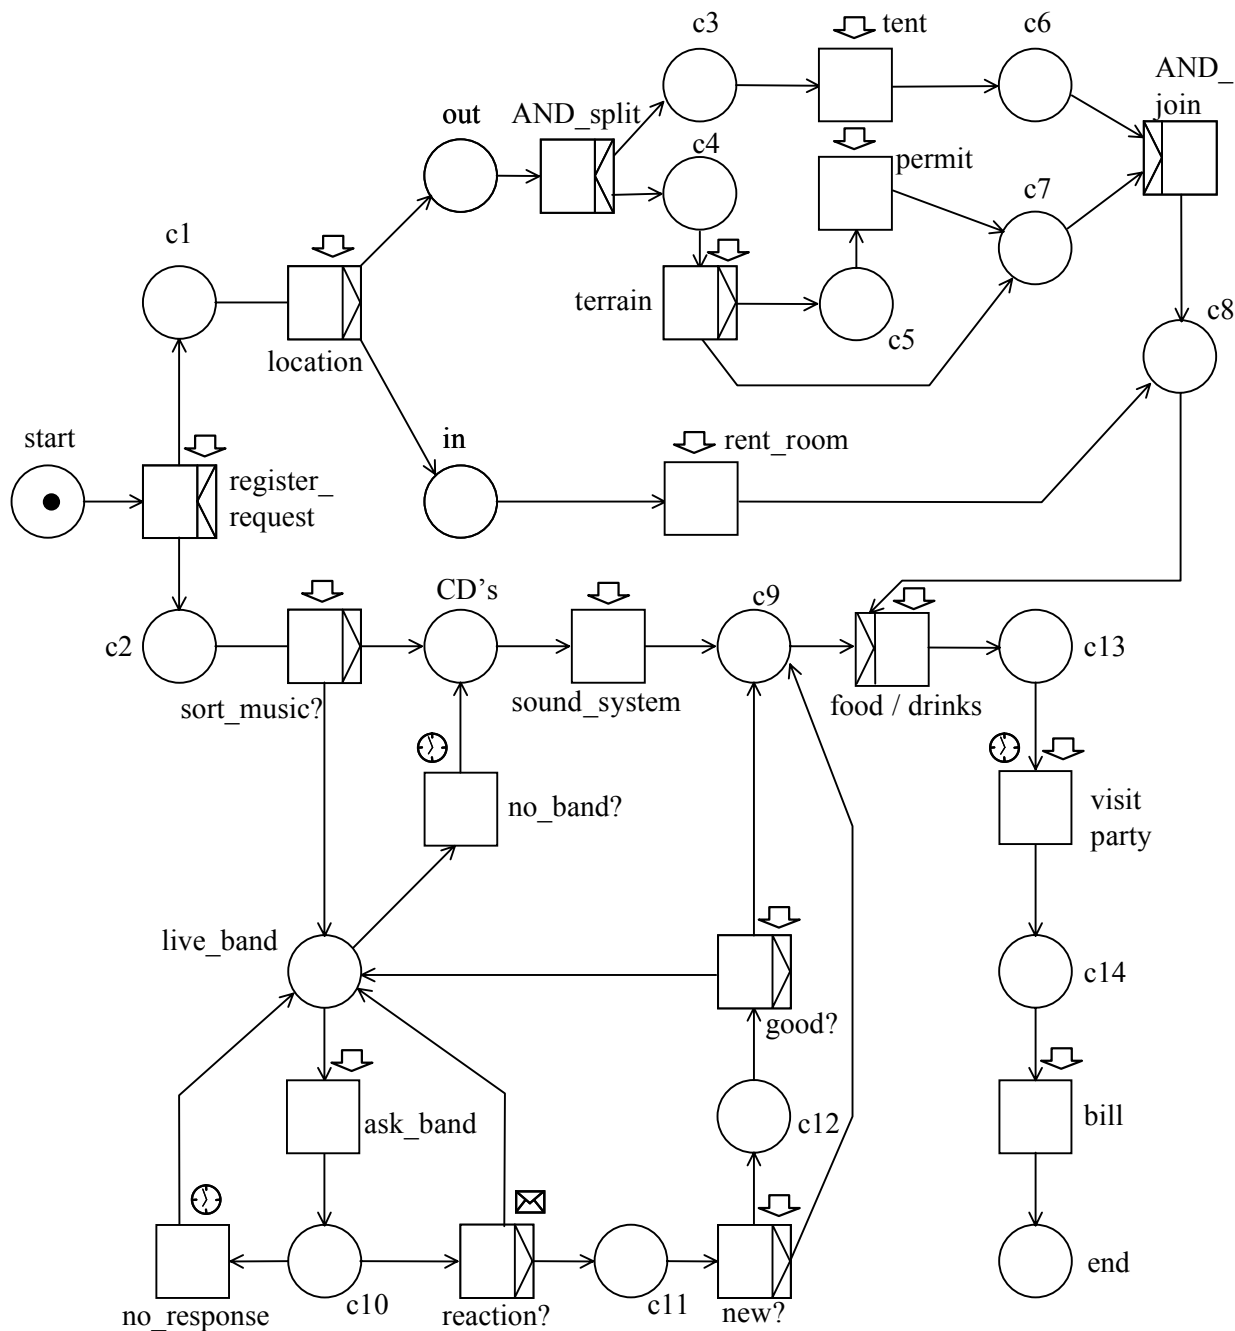 c3
tent
c6
AND_
join
out
AND_split
c4
permit
c7
c1
terrain
c5
c8
location
start
in
rent_room
register_
request
CD's
c9
c2
c13
sort_music?
sound_system
food / drinks
no_band?
visit
party
live_band
c14
good?
ask_band
c12
bill
no_response
c10
reaction?
c11
new?
end